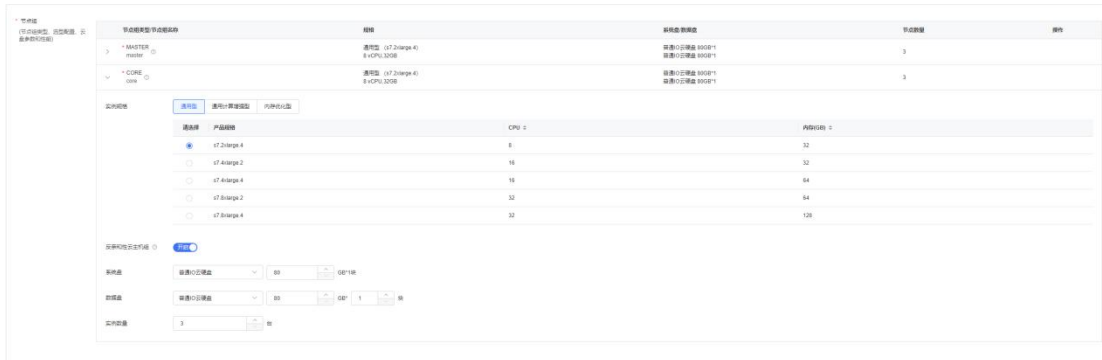 * 节点组
(节点组类型、选型配置、云
盘参数和性能)
节点组类型/节点组名称 规格 系统盘/数据盘 节点数量 操作
* MASTER
master
通用型 (s7.2xlarge.4)
8 vCPU,32GB
普通IO云硬盘 80GB*1
普通IO云硬盘 80GB*1
3
* CORE
core
通用型 (s7.2xlarge.4)
8 vCPU,32GB
普通IO云硬盘 80GB*1
普通IO云硬盘 80GB*1
3
实例规格 通用型 通用计算增强型 内存优化型
请选择 产品规格 CPU 内存(GB)
s7.2xlarge.4 8 32
s7.4xlarge.2 16 32
s7.4xlarge.4 16 64
s7.8xlarge.2 32 64
s7.8xlarge.4 32 128
反亲和性云主机组 开启
系统盘 普通IO云硬盘 80 GB*1块
数据盘 普通IO云硬盘 80 GB* 1 块
实例数量 3 台